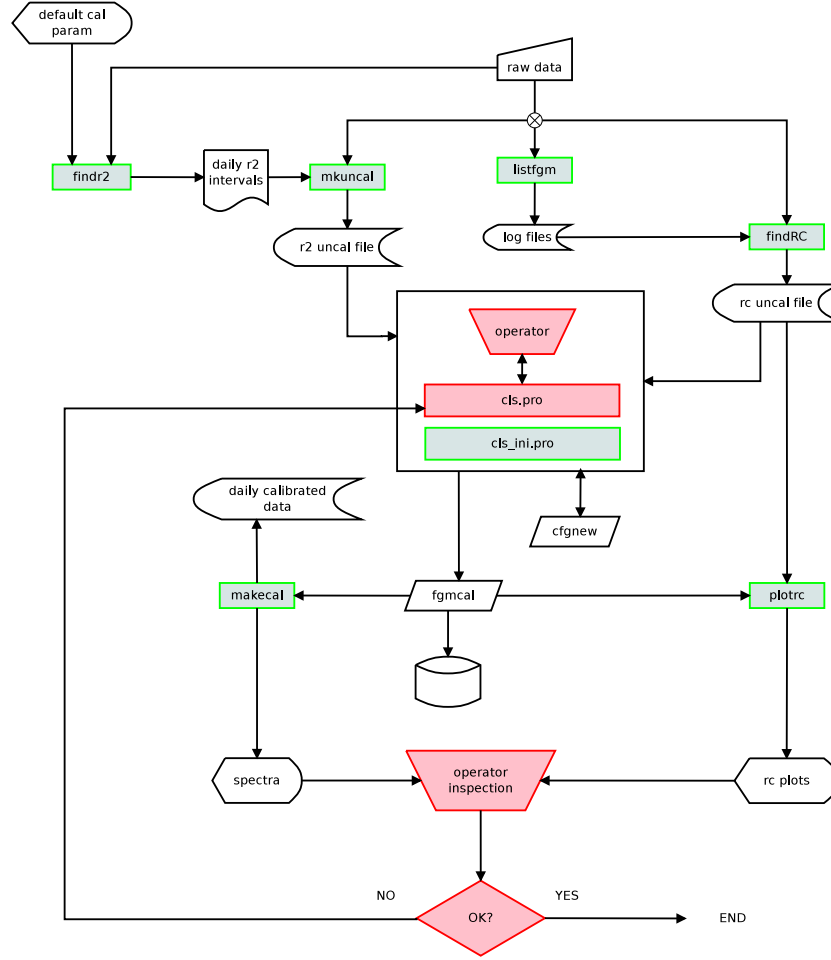 default cal
param
raw data
daily r2
intervals
findr2
mkuncal
listfgm
r2 uncal file
log files
findRC
rc uncal file
operator
cls.pro
cls_ini.pro
daily calibrated
data
cfgnew
makecal
fgmcal
plotrc
spectra
operator
inspection
rc plots
NO
YES
OK?
END